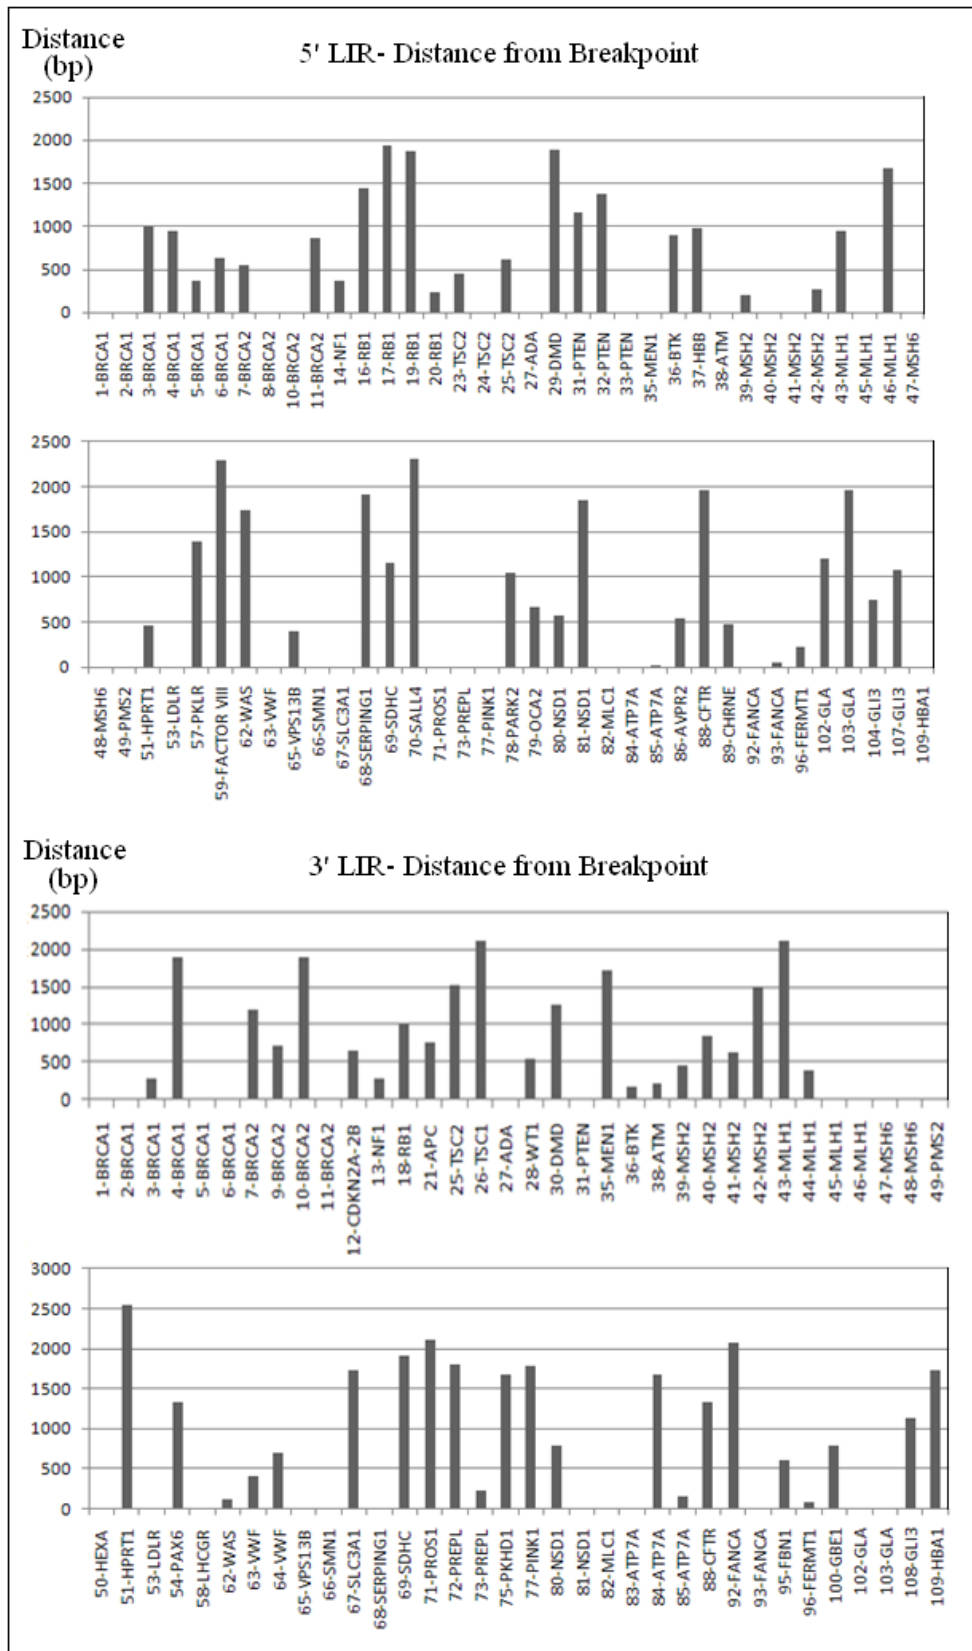 Distance
(bp)
5' LIR- Distance from Breakpoint
2500
2000
1500
1000
500
0
1-BRCA1
2-BRCA1
3-BRCA1
4-BRCA1
5-BRCA1
6-BRCA1
7-BRCA2
8-BRCA2
10-BRCA2
11-BRCA2
14-NF1
16-RB1
17-RB1
19-RB1
20-RB1
23-TSC2
24-TSC2
25-TSC2
27-ADA
29-DMD
31-PTEN
32-PTEN
33-PTEN
35-MEN1
36-BTK
37-HBB
38-ATM
39-MSH2
40-MSH2
41-MSH2
42-MSH2
43-MLH1
45-MLH1
46-MLH1
47-MSH6
2500
2000
1500
1000
500
0
48-MSH6
49-PMS2
51-HPRT1
53-LDLR
57-PKLR
59-FACTOR VIII
62-WAS
63-VWF
65-VPS13B
66-SMN1
67-SLC3A1
68-SERPING1
69-SDHC
70-SALL4
71-PROS1
73-PREPL
77-PINK1
78-PARK2
79-OCA2
80-NSD1
81-NSD1
82-MLC1
84-ATP7A
85-ATP7A
86-AVPR2
88-CFTR
89-CHRNE
92-FANCA
93-FANCA
96-FERMT1
102-GLA
103-GLA
104-GLI3
107-GLI3
109-HBA1
Distance
(bp)
3' LIR- Distance from Breakpoint
2500
2000
1500
1000
500
0
1-BRCA1
2-BRCA1
3-BRCA1
4-BRCA1
5-BRCA1
6-BRCA1
7-BRCA2
9-BRCA2
10-BRCA2
11-BRCA2
12-CDKN2A-2B
13-NF1
18-RB1
21-APC
25-TSC2
26-TSC1
27-ADA
28-WT1
30-DMD
31-PTEN
35-MEN1
36-BTK
38-ATM
39-MSH2
40-MSH2
41-MSH2
42-MSH2
43-MLH1
44-MLH1
45-MLH1
46-MLH1
47-MSH6
48-MSH6
49-PMS2
3000
2500
2000
1500
1000
500
0
50-HEXA
51-HPRT1
53-LDLR
54-PAX6
58-LHCGR
62-WAS
63-VWF
64-VWF
65-VPS13B
66-SMN1
67-SLC3A1
68-SERPING1
69-SDHC
71-PROS1
72-PREPL
73-PREPL
75-PKHD1
77-PINK1
80-NSD1
81-NSD1
82-MLC1
83-ATP7A
84-ATP7A
85-ATP7A
88-CFTR
92-FANCA
93-FANCA
95-FBN1
96-FERMT1
100-GBE1
102-GLA
103-GLA
108-GLI3
109-HBA1